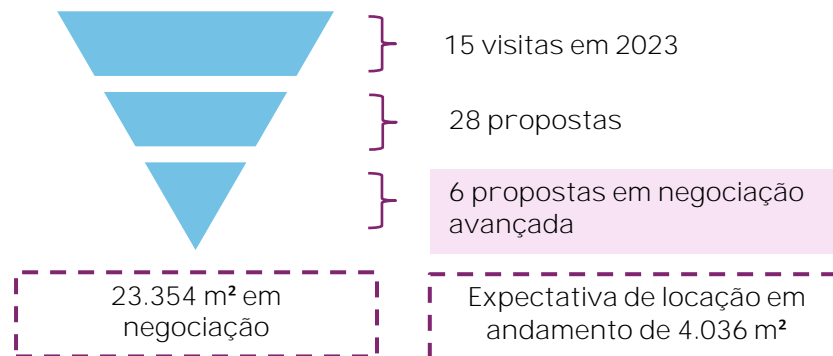 15 visitas em 2023
28 propostas
6 propostas em negociação
avançada
23.354 m² em
negociação
Expectativa de locação em
andamento de 4.036 m²